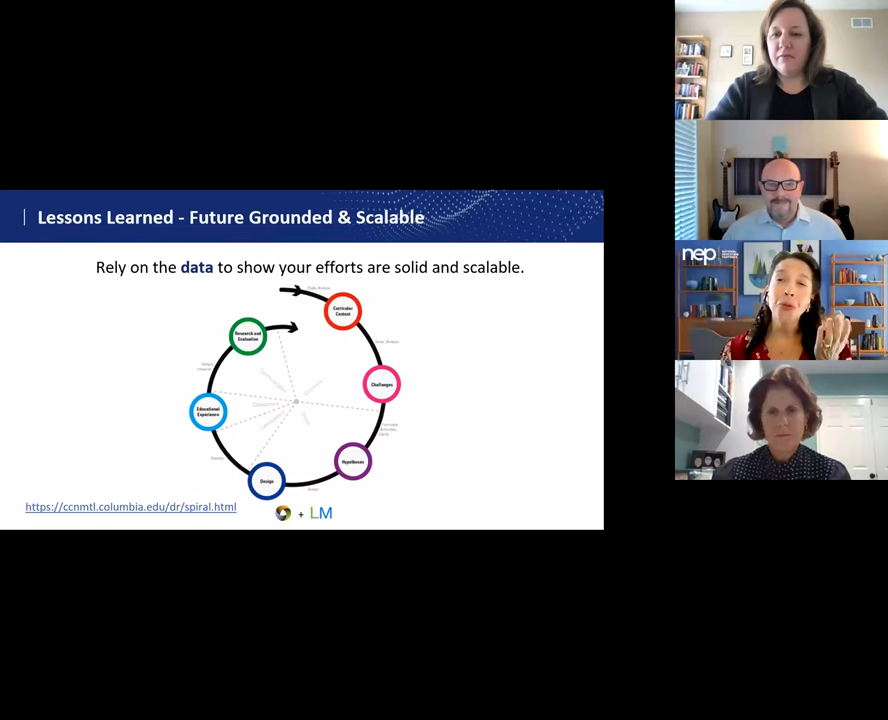 Lessons Learned - Future Grounded & Scalable
Rely on the data to show your efforts are solid and scalable.
Curricular
Context
Challenges
Hypotheses
Design
Educational
Experience
Research and
Evaluation
https://ccnmtl.columbia.edu/dr/spiral.html
+ LM
nep